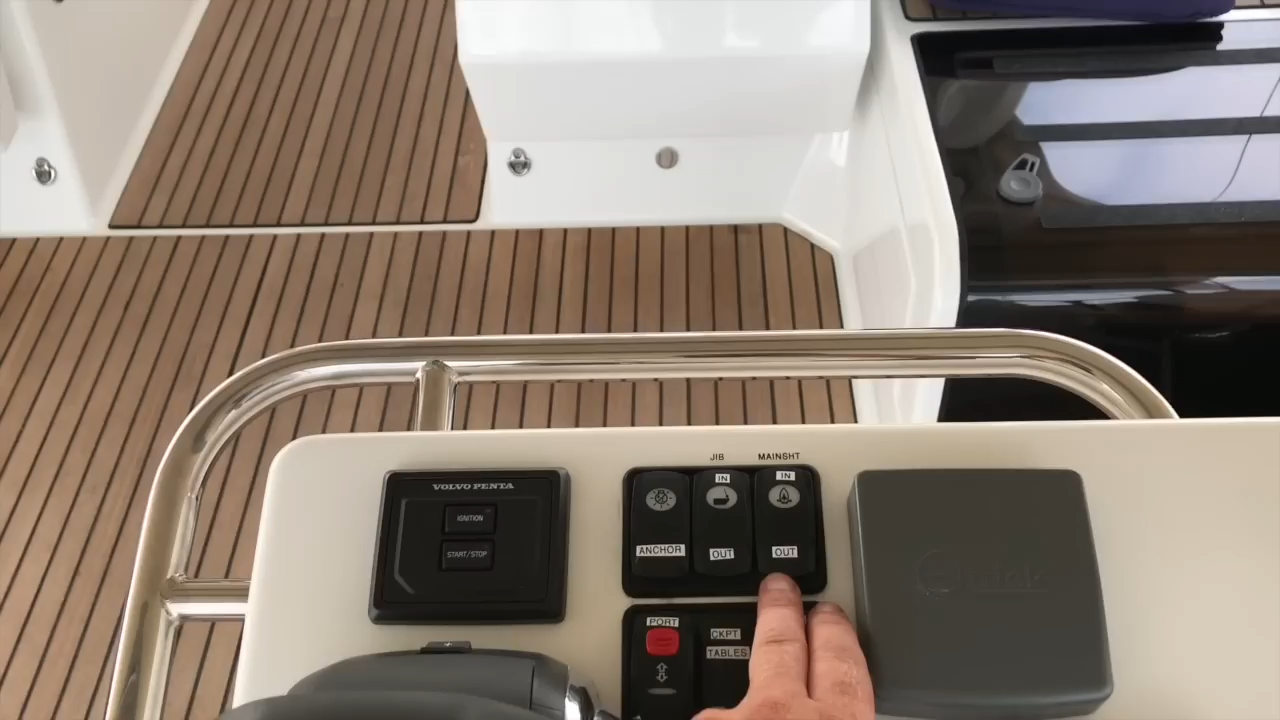 JIB MAINSHT
VOLVO PENTA
IN IN
IGNITION
ANCHOR OUT OUT
START/STOP
PORT
CKPT
TABLES